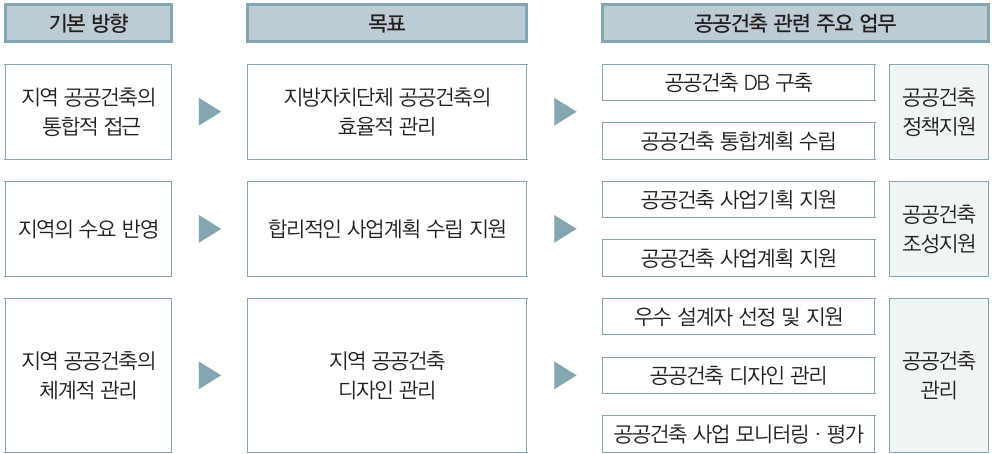 기본 방향
목표
공공건축 관련 주요 업무
지역 공공건축의
통합적 접근
지방자치단체 공공건축의
효율적 관리
공공건축 DB 구축
공공건축 통합계획 수립
공공건축
정책지원
지역의 수요 반영
합리적인 사업계획 수립 지원
공공건축 사업기획 지원
공공건축 사업계획 지원
공공건축
조성지원
지역 공공건축의
체계적 관리
지역 공공건축
디자인 관리
우수 설계자 선정 및 지원
공공건축 디자인 관리
공공건축 사업 모니터링 · 평가
공공건축
관리